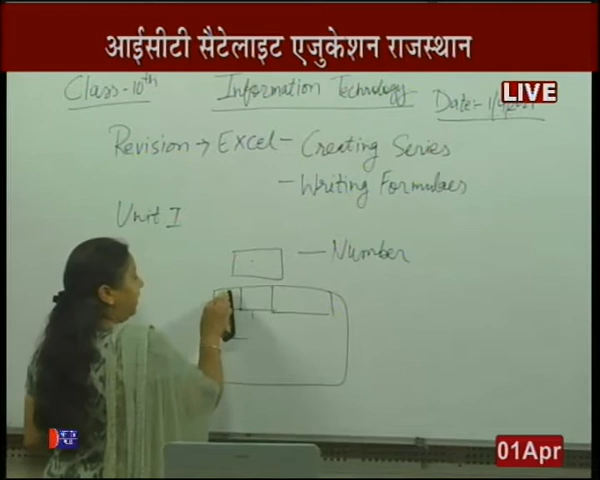 आईसीटी सैटेलाइट एजुकेशन राजस्थान
LIVE
Class-10th Information Technology Date:-
Revision → Excel - Creating Series
- Writing Formulaes
Unit I
— Number
01Apr